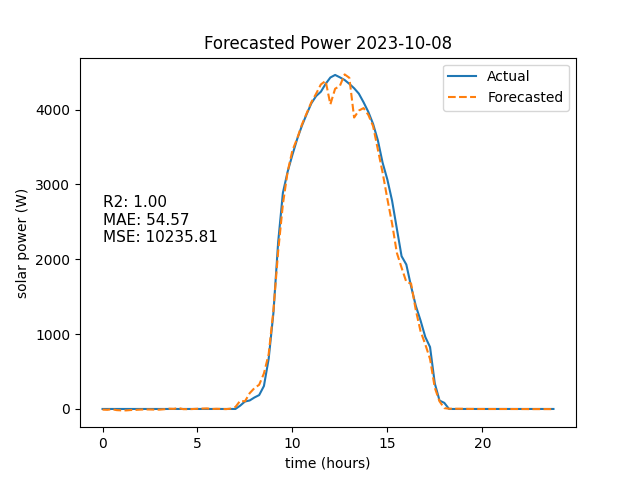 Forecasted Power 2023-10-08
Actual
Forecasted
R2: 1.00
MAE: 54.57
MSE: 10235.81
solar power (W)
4000
3000
2000
1000
0
0 5 10 15 20
time (hours)